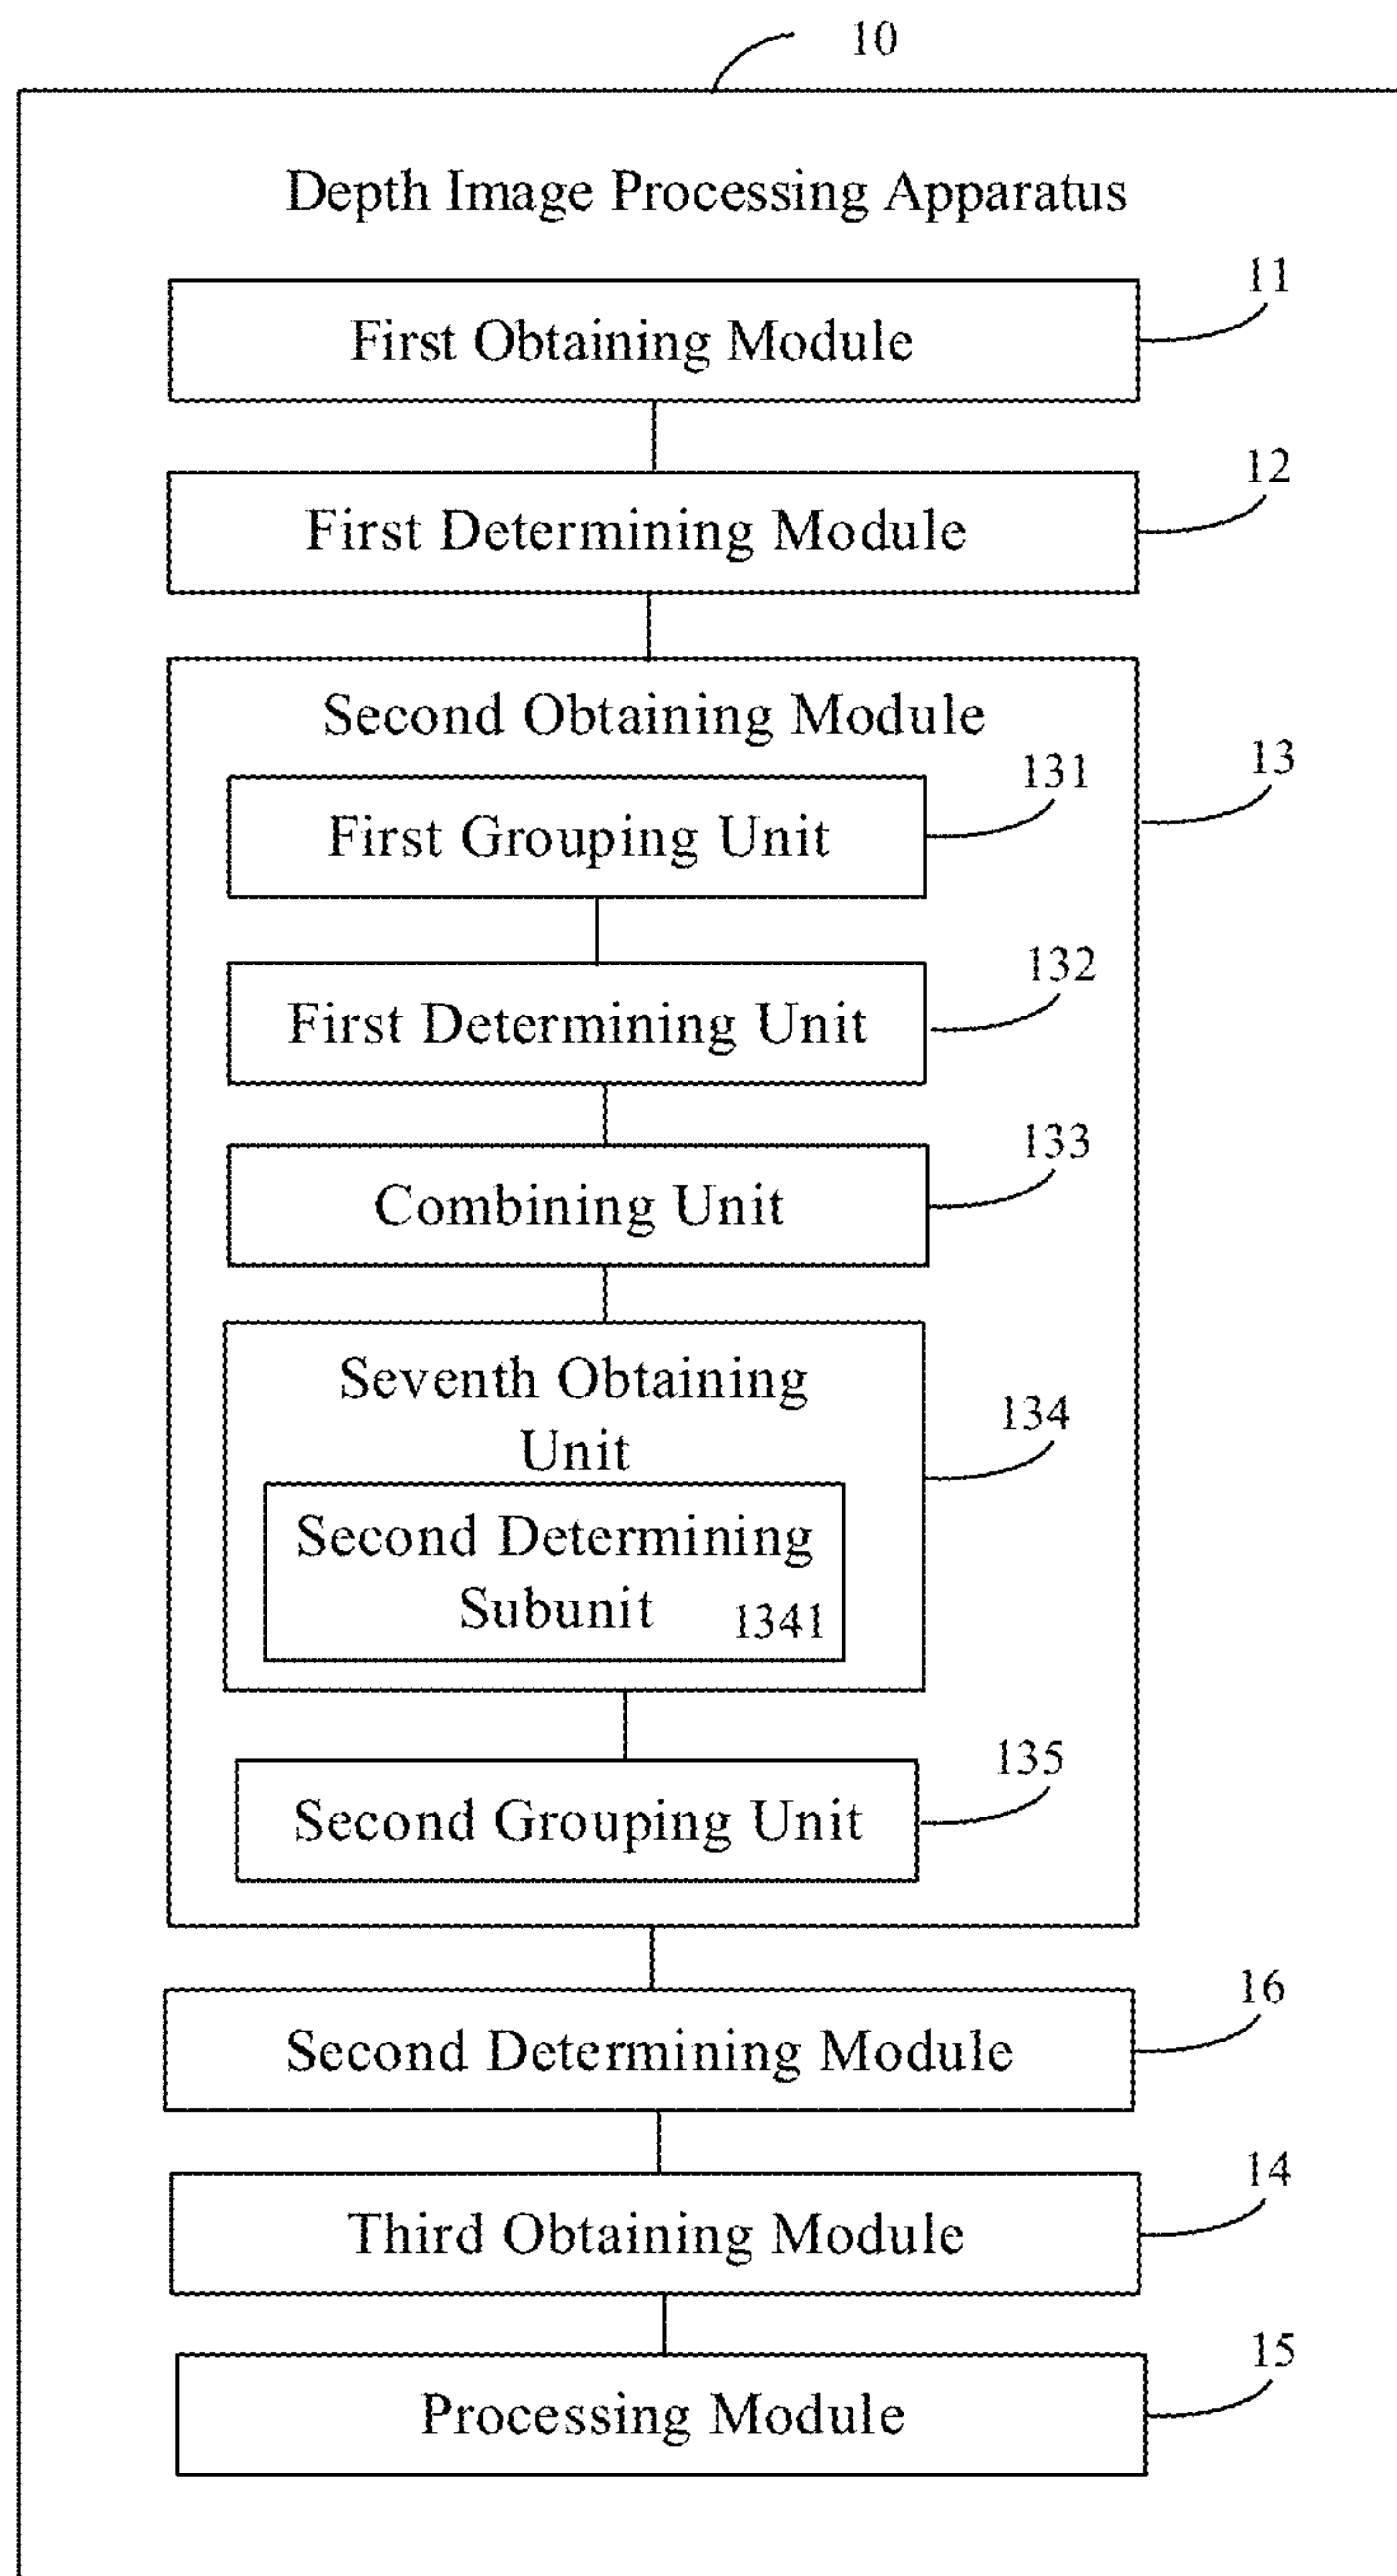 10
Depth Image Processing Apparatus
11
First Obtaining Module
12
First Determining Module
Second Obtaining Module
13
131
First Grouping Unit
132
First Determining Unit
133
Combining Unit
Seventh Obtaining
Unit
134
Second Determining
Subunit
1341
135
Second Grouping Unit
16
Second Determining Module
14
Third Obtaining Module
15
Processing Module